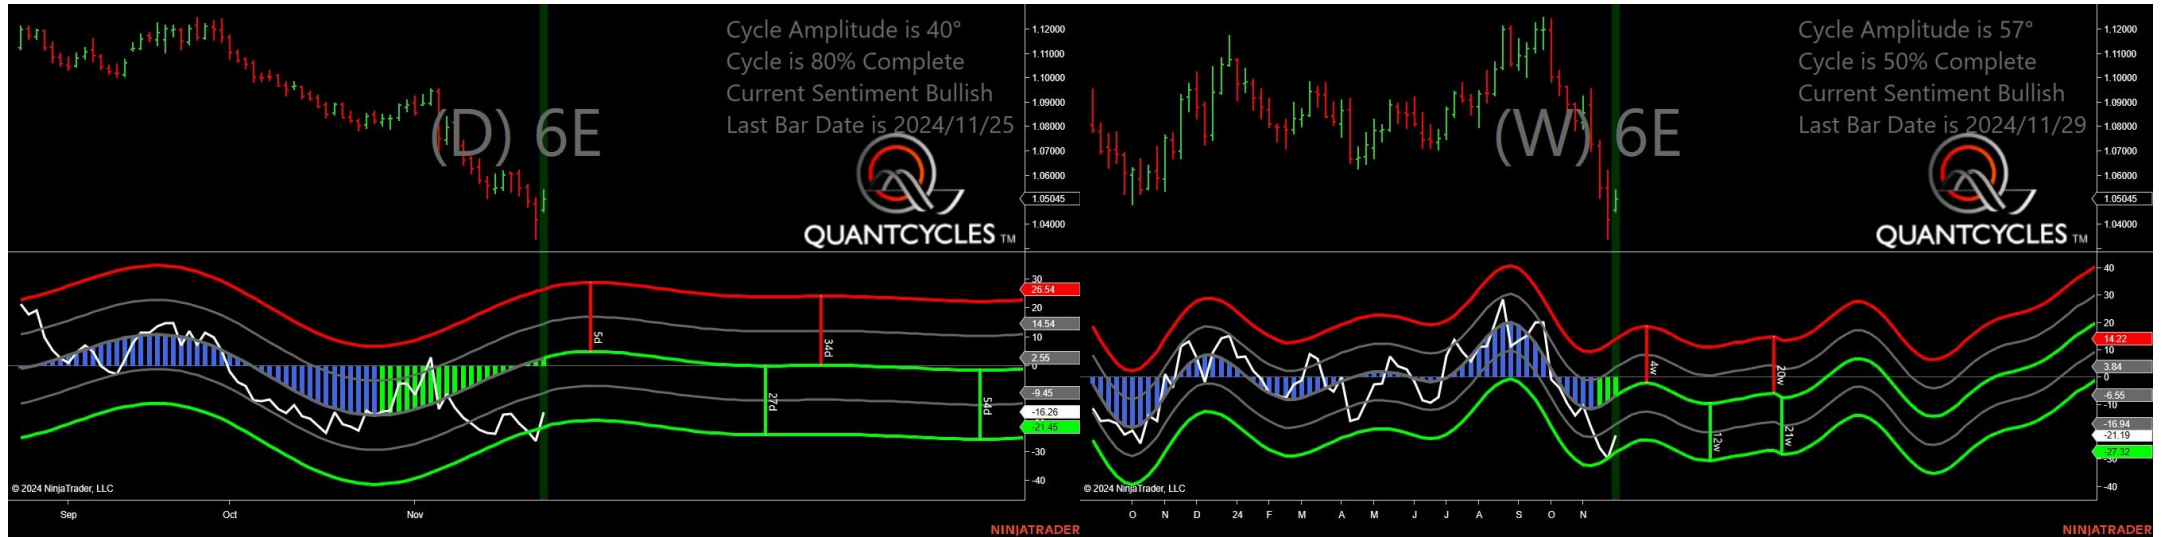 Cycle Amplitude is 40°
Cycle is 80% Complete
Current Sentiment Bullish
Last Bar Date is 2024/11/25
(D) 6E
QUANTCYCLES TM
1.12000
1.11000
1.10000
1.09000
1.08000
1.07000
1.06000
1.05045
1.04000
30
26.54
20
14.54
10
2.55
0
-9.45
-16.26
-21.45
-30
-40
5d
34d
27d
54d
© 2024 NinjaTrader, LLC
Sep Oct Nov
NINJATRADER
Cycle Amplitude is 57°
Cycle is 50% Complete
Current Sentiment Bullish
Last Bar Date is 2024/11/29
(W) 6E
QUANTCYCLES TM
1.12000
1.11000
1.10000
1.09000
1.08000
1.07000
1.06000
1.05045
1.04000
40
30
20
14.22
10
3.84
0
-6.55
-10
-16.94
-21.19
-27.32
-40
4w
20w
12w
21w
© 2024 NinjaTrader, LLC
O N D 24 F M A M J J A S O N
NINJATRADER